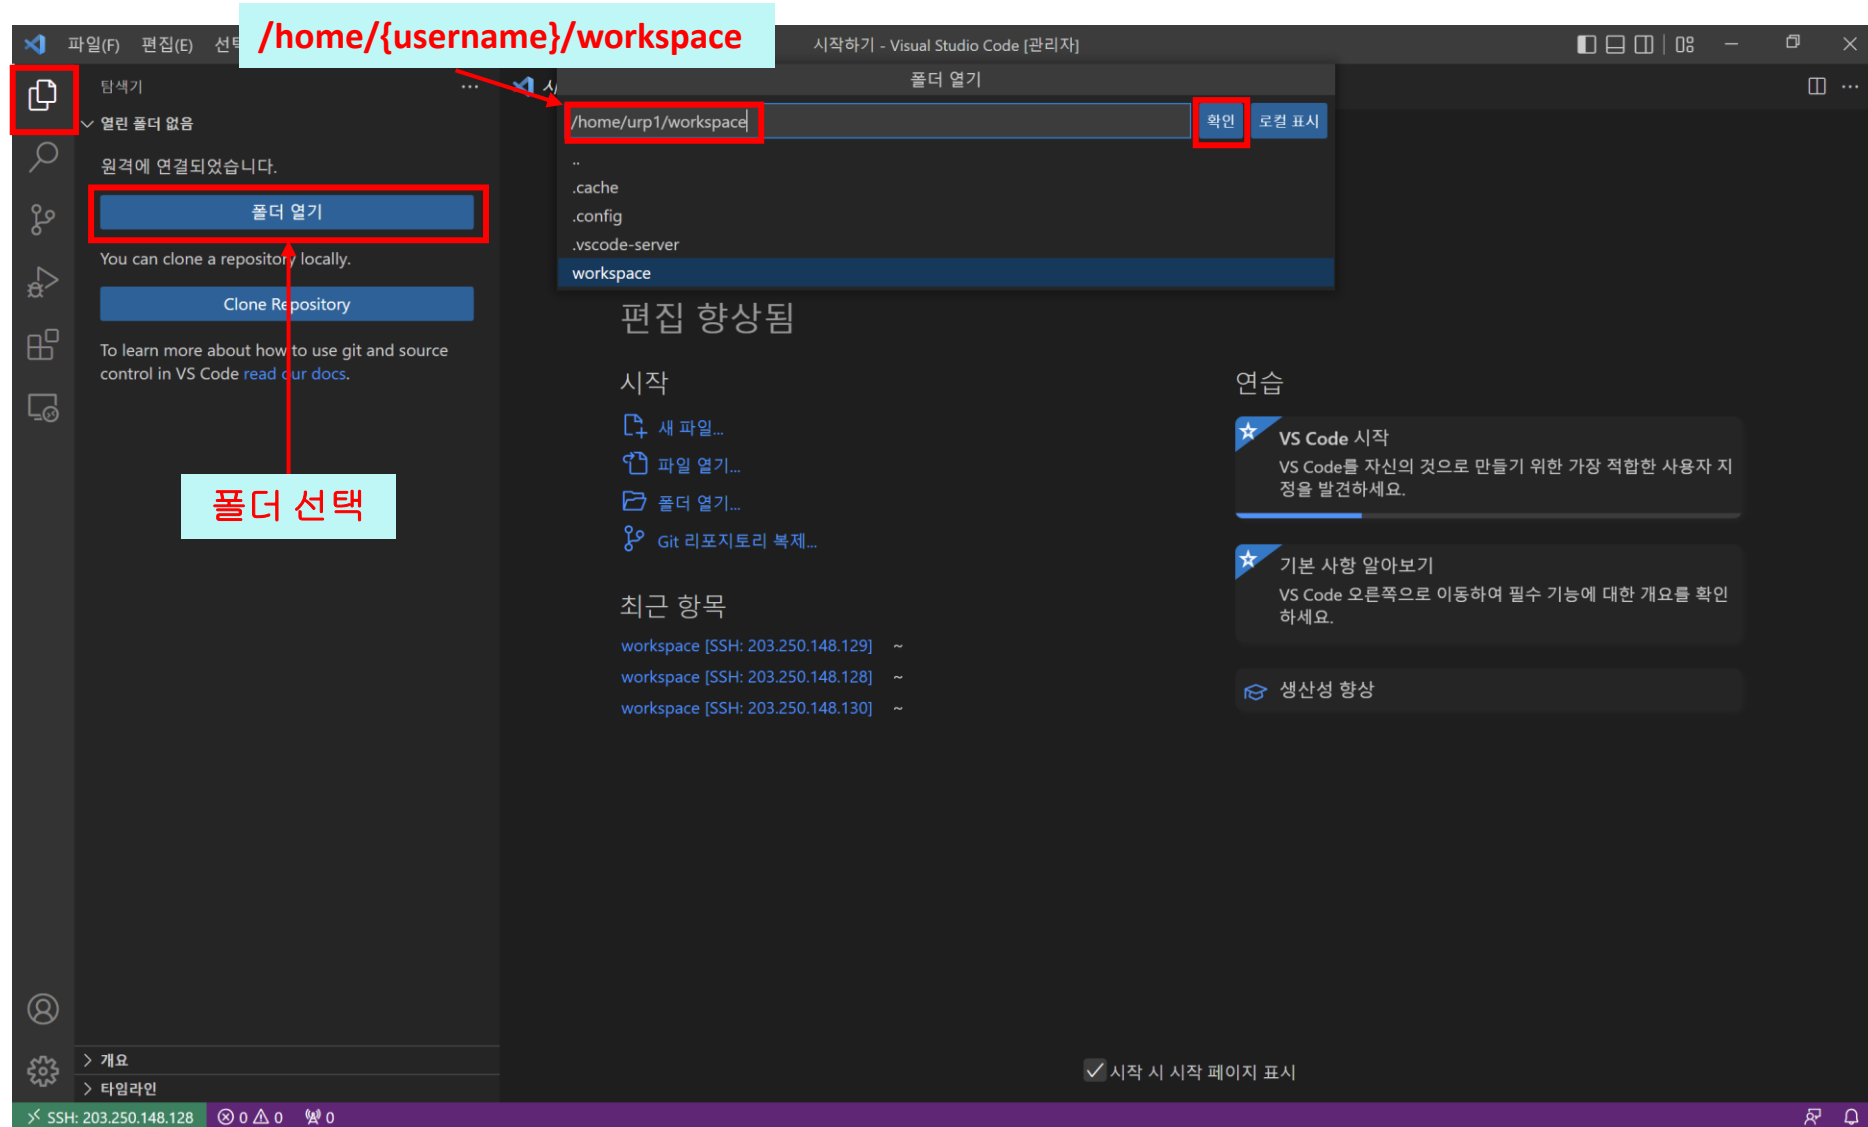 /home/{username}/workspace
파일(F) 편집(E)
시작하기 - Visual Studio Code [관리자]
탐색기
폴더 열기
열린 폴더 없음
/home/urp1/workspace
확인
로컬 표시
원격에 연결되었습니다.
..
.cache
폴더 열기
.config
.vscode-server
You can clone a repository locally.
workspace
Clone Repository
편집 향상됨
To learn more about how to use git and source
control in VS Code read our docs.
시작
연습
새 파일...
VS Code 시작
파일 열기...
VS Code를 자신의 것으로 만들기 위한 가장 적합한 사용자 지
정을 발견하세요.
폴더 열기...
폴더 선택
Git 리포지토리 복제...
기본 사항 알아보기
VS Code 오른쪽으로 이동하여 필수 기능에 대한 개요를 확인
하세요.
최근 항목
workspace [SSH: 203.250.148.129] ~
workspace [SSH: 203.250.148.128] ~
생산성 향상
workspace [SSH: 203.250.148.130] ~
개요
시작 시 시작 페이지 표시
타임라인
SSH: 203.250.148.128 0 0 0